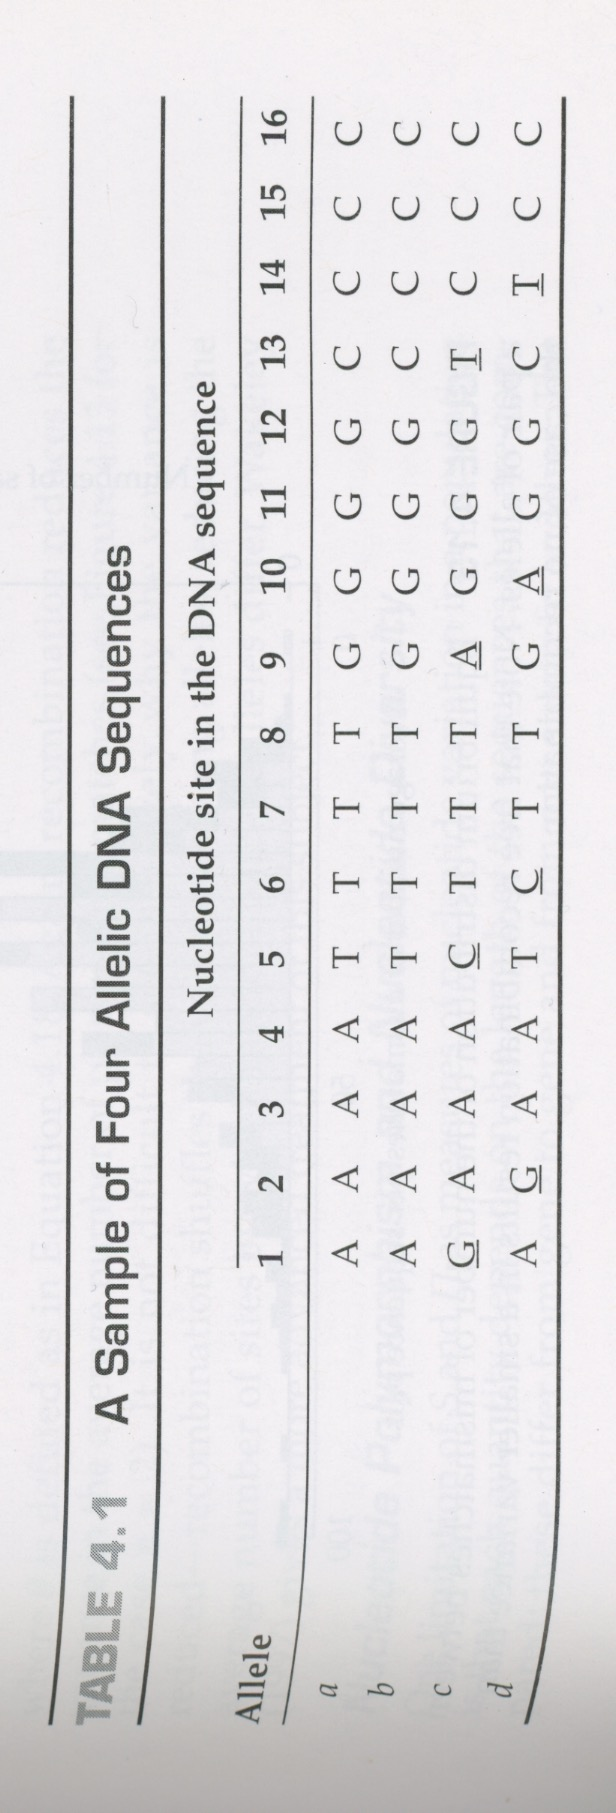 TABLE 4.1 A Sample of Four Allelic DNA Sequences
Nucleotide site in the DNA sequence
Allele 1 2 3 4 5 6 7 8 9 10 11 12 13 14 15 16
a A A A A T T T T G G G G C C C C
b A A A A T T T T G G G G C C C C
c G A A A C T T T A G G G T C C C
d A G A A T C T T G A G G C T C C